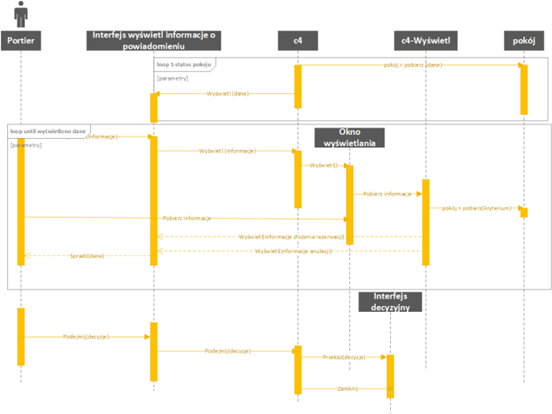 Portier
Interfejs wyświetl informacje o
powiadomieniu
c4
c4-Wyświetl
pokój
loop 1-status pokoju
[parametry]
pokój = pobierz (dane)
Wyświetl (dane)
loop until wyświetlono dane
(informacje)
[parametry]
Okno
wyświetlania
Wyświetl (informacje)
Wyświetl()
Pobierz informacje
pokój = pobierz(kryterium)
Pobierz informacje
Wyświetl(informacje złożenia rezerwacji)
Wyświetl(informacje anulacji)
Sprawdź(dane)
Interfejs
decyzyjny
Podejmij(decyzje)
Podejmij(decyzje)
Przekaż(decyzje)
Zamknij